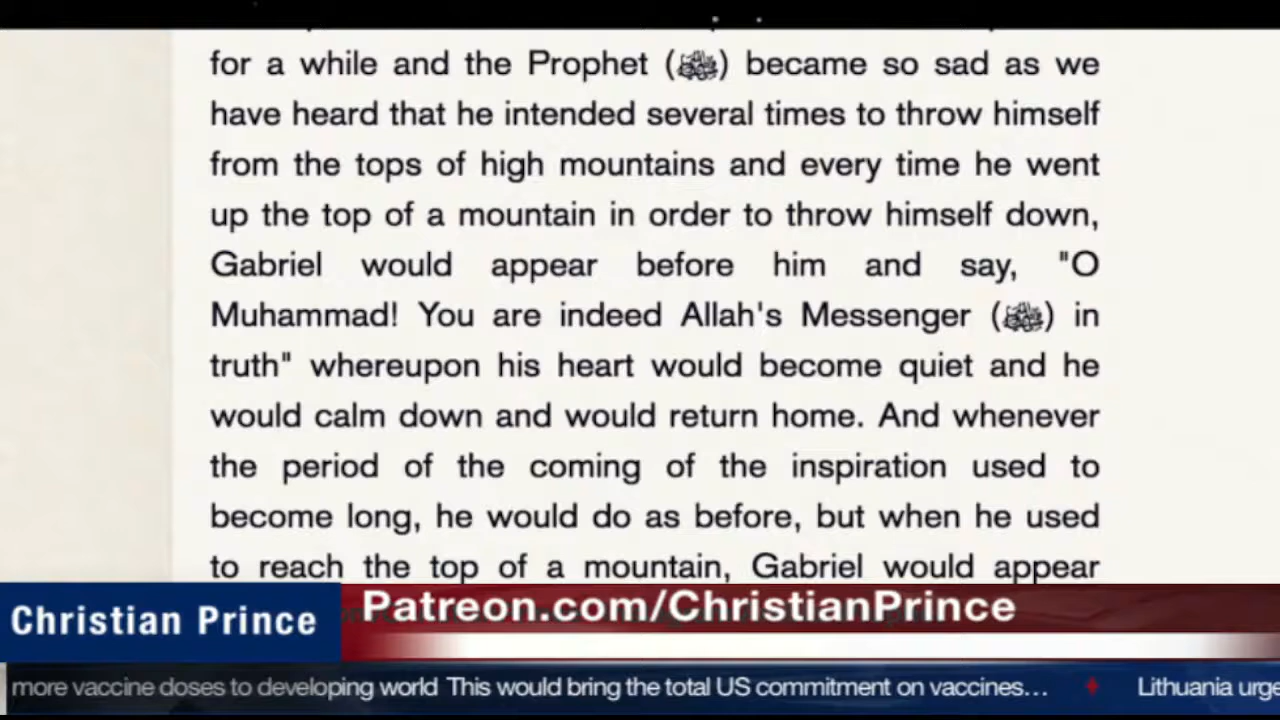 for a while and the Prophet (ﷺ) became so sad as we
have heard that he intended several times to throw himself
from the tops of high mountains and every time he went
up the top of a mountain in order to throw himself down,
Gabriel would appear before him and say, "O
Muhammad! You are indeed Allah's Messenger (ﷺ) in
truth" whereupon his heart would become quiet and he
would calm down and would return home. And whenever
the period of the coming of the inspiration used to
become long, he would do as before, but when he used
to reach the top of a mountain, Gabriel would appear
Christian Prince
Patreon.com/ChristianPrince
more vaccine doses to developing world This would bring the total US commitment on vaccines... Lithuania urge